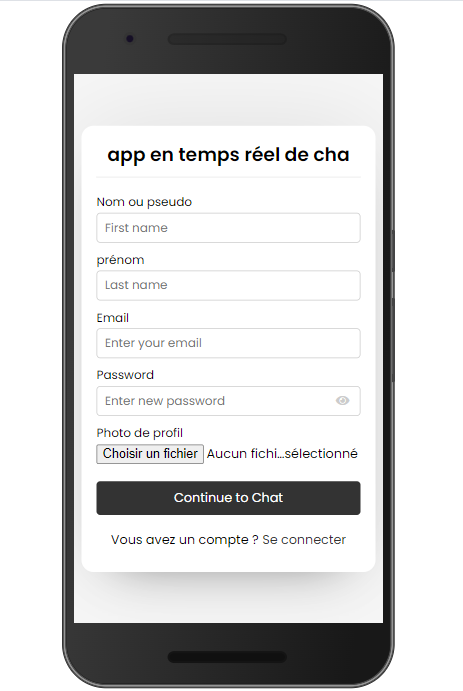 app en temps réel de cha
Nom ou pseudo
First name
prénom
Last name
Email
Enter your email
Password
Enter new password
Photo de profil
Choisir un fichier Aucun fichi...sélectionné
Continue to Chat
Vous avez un compte ? Se connecter